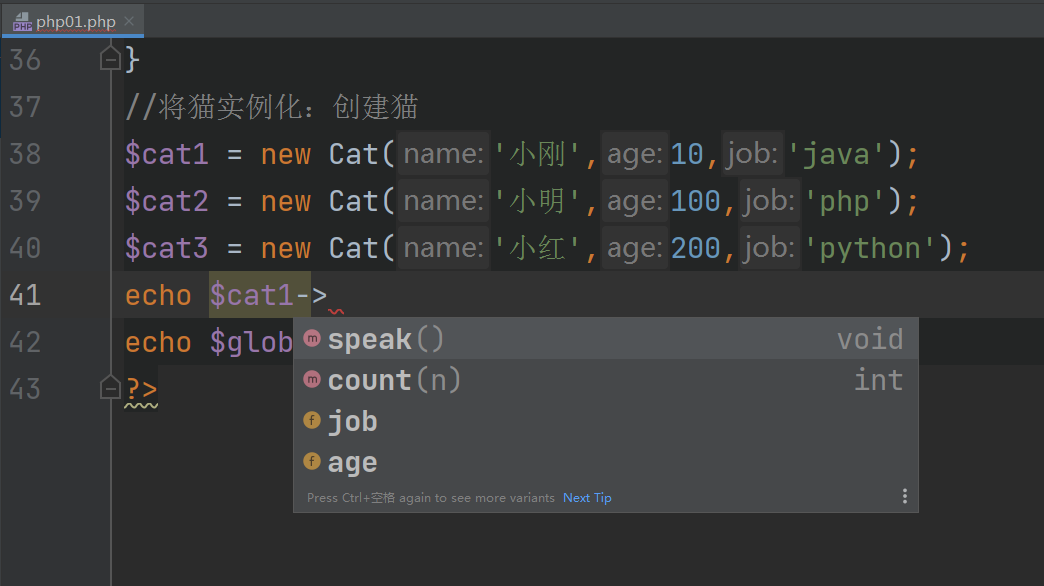 php01.php
36 }
37 //将猫实例化：创建猫
38 $cat1 = new Cat( name: '小刚', age: 10, job: 'java');
39 $cat2 = new Cat( name: '小明', age: 100, job: 'php');
40 $cat3 = new Cat( name: '小红', age: 200, job: 'python');
41 echo $cat1->
42 echo $glob
m speak() void
43 ?>
m count(n) int
f job
f age
Press Ctrl+空格 again to see more variants Next Tip